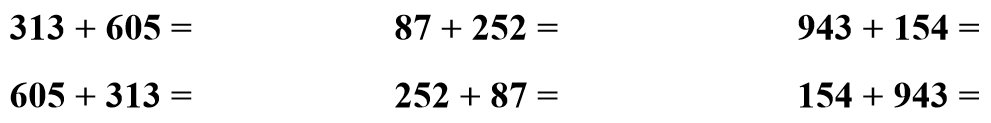 313 + 605 = 87 + 252 = 943 + 154 =
605 + 313 = 252 + 87 = 154 + 943 =